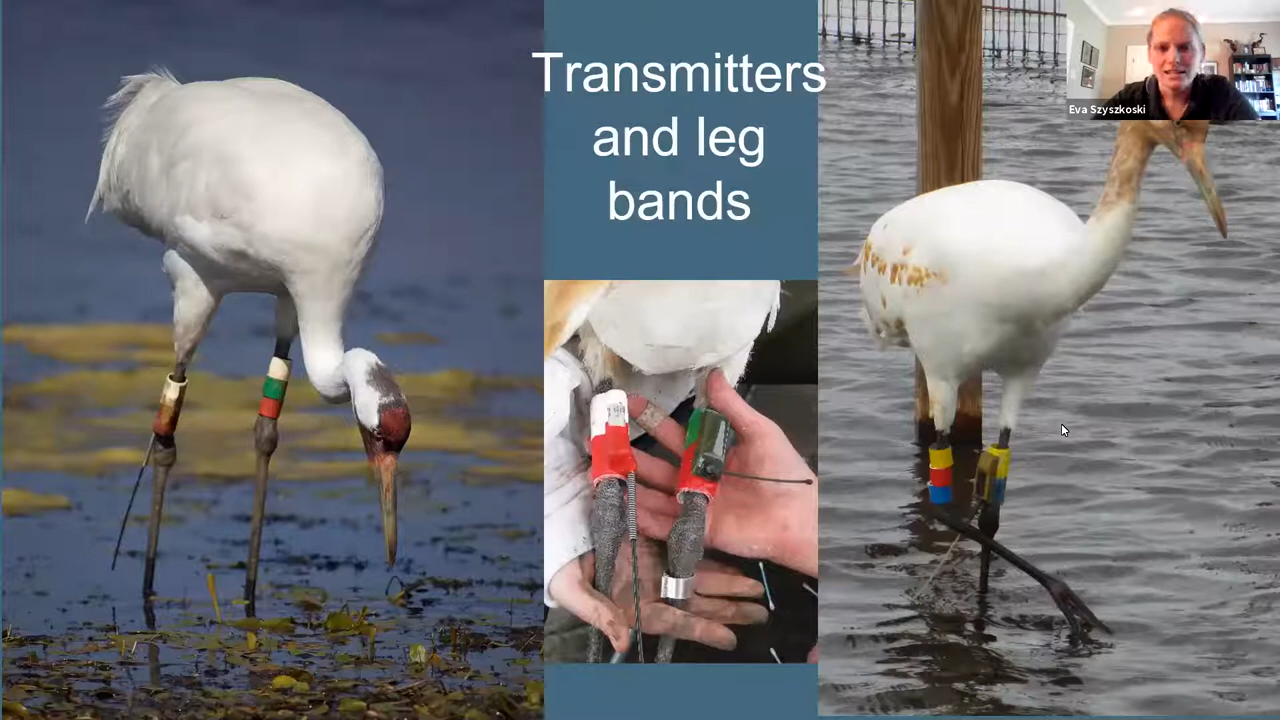 Transmitters
and leg
bands
Eva Szyszkoski